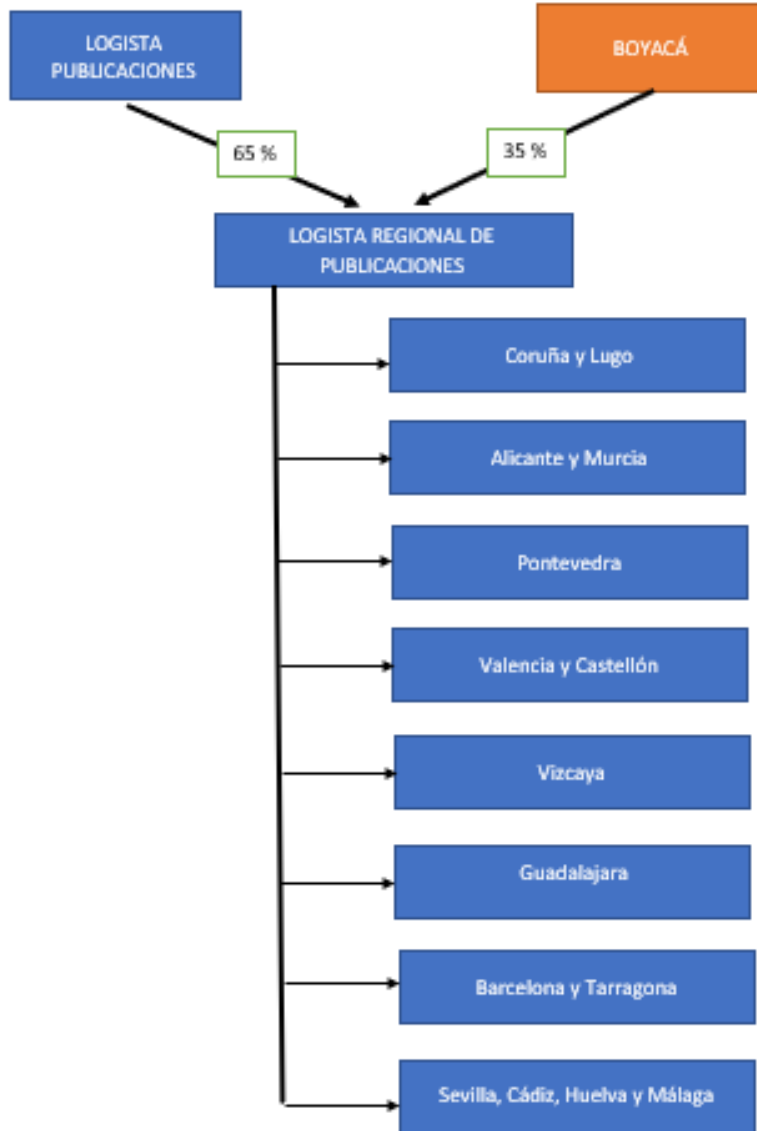 LOGISTA
PUBLICACIONES
BOYACÁ
65 %
35 %
LOGISTA REGIONAL DE
PUBLICACIONES
Coruña y Lugo
Alicante y Murcia
Pontevedra
Valencia y Castellón
Vizcaya
Guadalajara
Barcelona y Tarragona
Sevilla, Cádiz, Huelva y Málaga